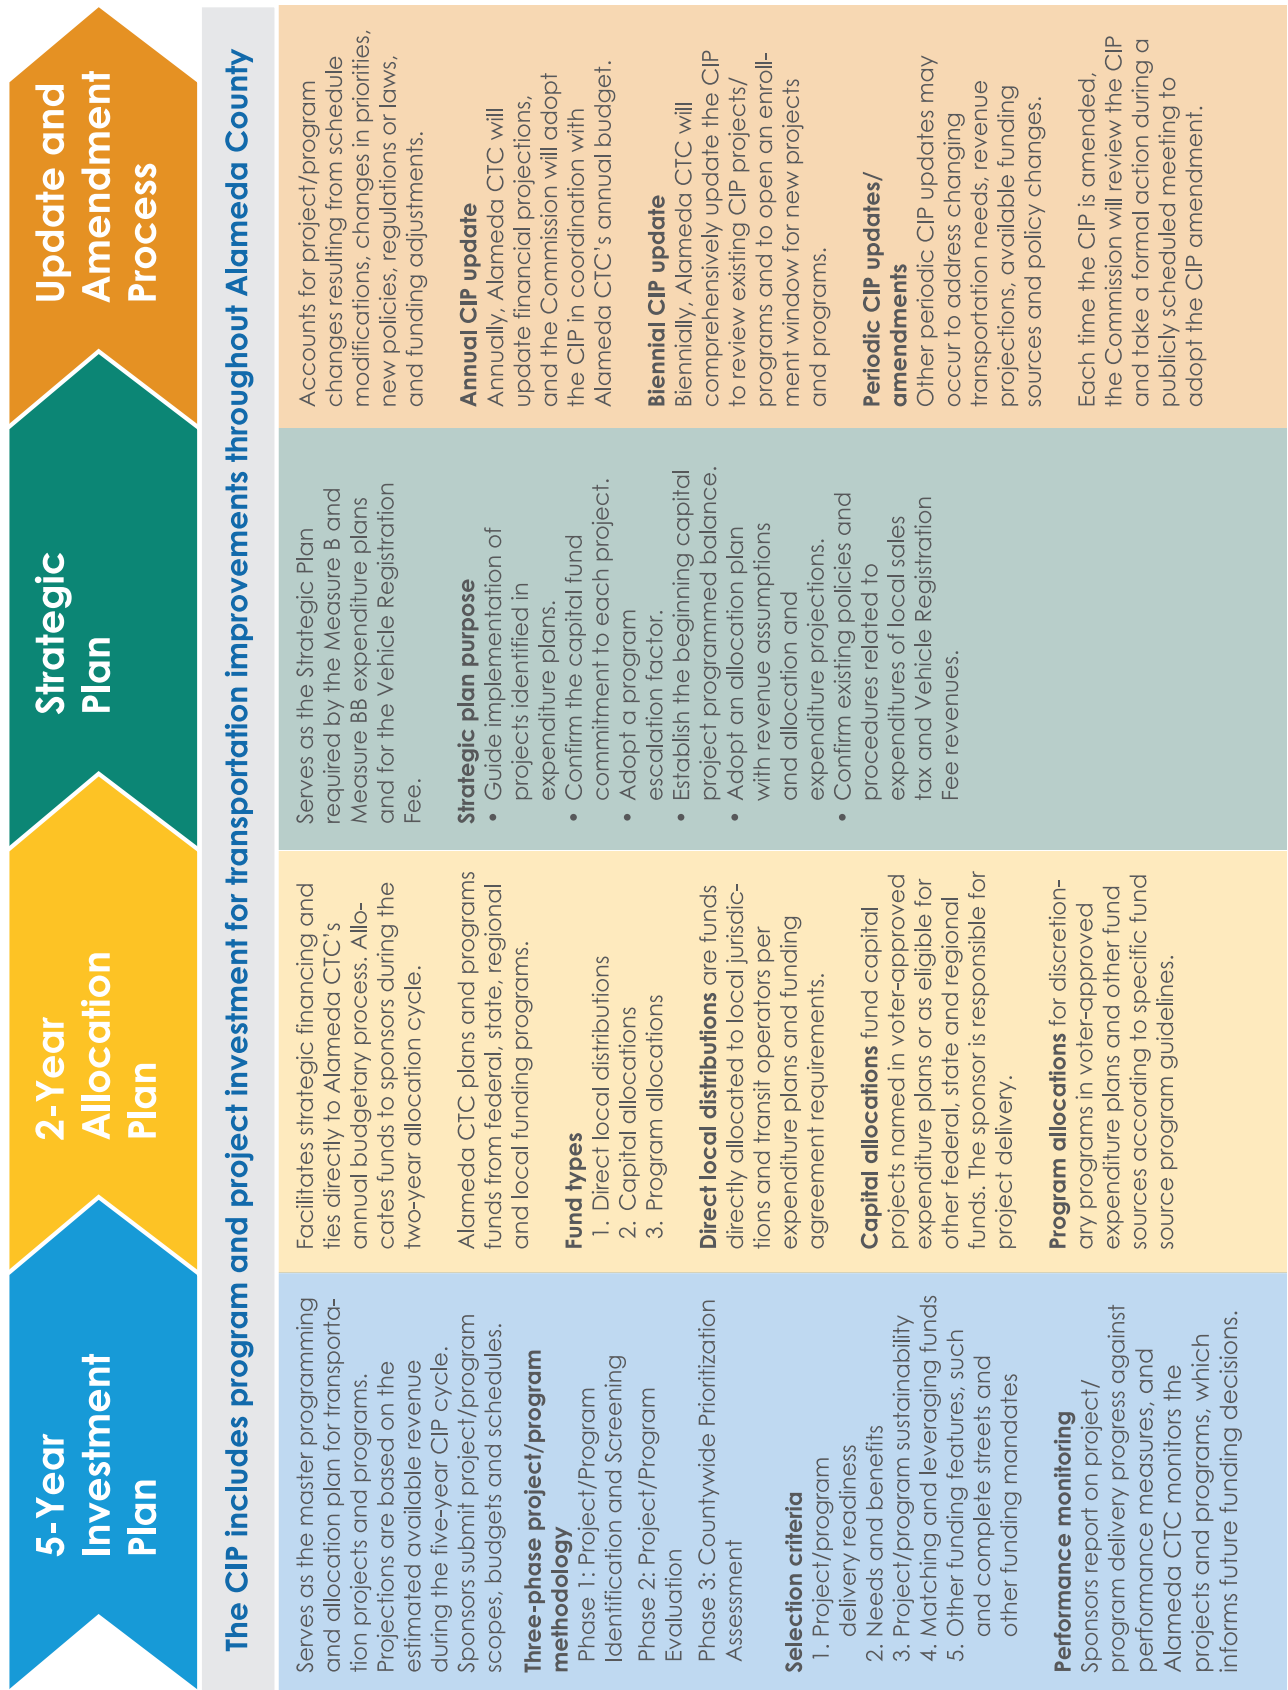 5-Year
Investment
Plan
2-Year
Allocation
Plan
Strategic
Plan
Update and
Amendment
Process
The CIP includes program and project investment for transportation improvements throughout Alameda County
Serves as the master programming
and allocation plan for transporta-
tion projects and programs.
Projections are based on the
estimated available revenue
during the five-year CIP cycle.
Sponsors submit project/program
scopes, budgets and schedules.
Three-phase project/program
methodology
Phase 1: Project/Program
Identification and Screening
Phase 2: Project/Program
Evaluation
Phase 3: Countywide Prioritization
Assessment
Selection criteria
1. Project/program
delivery readiness
2. Needs and benefits
3. Project/program sustainability
4. Matching and leveraging funds
5. Other funding features, such
and complete streets and
other funding mandates
Performance monitoring
Sponsors report on project/
program delivery progress against
performance measures, and
Alameda CTC monitors the
projects and programs, which
informs future funding decisions.
Facilitates strategic financing and
ties directly to Alameda CTC's
annual budgetary process. Allo-
cates funds to sponsors during the
two-year allocation cycle.
Alameda CTC plans and programs
funds from federal, state, regional
and local funding programs.
Fund types
1. Direct local distributions
2. Capital allocations
3. Program allocations
Direct local distributions are funds
directly allocated to local jurisdic-
tions and transit operators per
expenditure plans and funding
agreement requirements.
Capital allocations fund capital
projects named in voter-approved
expenditure plans or as eligible for
other federal, state and regional
funds. The sponsor is responsible for
project delivery.
Program allocations for discretion-
ary programs in voter-approved
expenditure plans and other fund
sources according to specific fund
source program guidelines.
Serves as the Strategic Plan
required by the Measure B and
Measure BB expenditure plans
and for the Vehicle Registration
Fee.
Strategic plan purpose
• Guide implementation of
projects identified in
expenditure plans.
• Confirm the capital fund
commitment to each project.
• Adopt a program
escalation factor.
• Establish the beginning capital
project programmed balance.
• Adopt an allocation plan
with revenue assumptions
and allocation and
expenditure projections.
• Confirm existing policies and
procedures related to
expenditures of local sales
tax and Vehicle Registration
Fee revenues.
Accounts for project/program
changes resulting from schedule
modifications, changes in priorities,
new policies, regulations or laws,
and funding adjustments.
Annual CIP update
Annually, Alameda CTC will
update financial projections,
and the Commission will adopt
the CIP in coordination with
Alameda CTC's annual budget.
Biennial CIP update
Biennially, Alameda CTC will
comprehensively update the CIP
to review existing CIP projects/
programs and to open an enroll-
ment window for new projects
and programs.
Periodic CIP updates/
amendments
Other periodic CIP updates may
occur to address changing
transportation needs, revenue
projections, available funding
sources and policy changes.
Each time the CIP is amended,
the Commission will review the CIP
and take a formal action during a
publicly scheduled meeting to
adopt the CIP amendment.